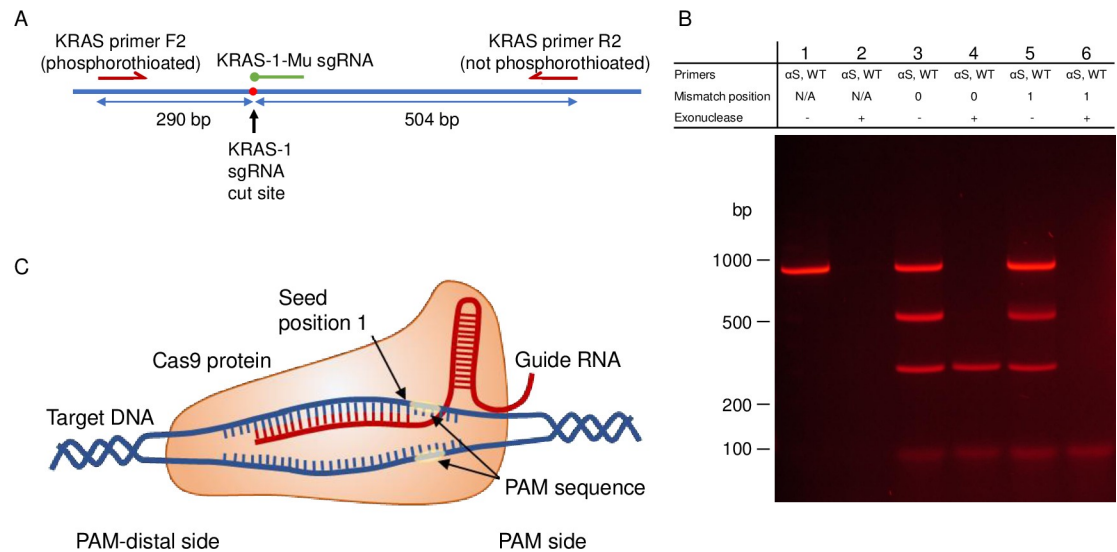 A
KRAS primer F2
(phosphorothioated)
KRAS-1-Mu sgRNA
KRAS primer R2
(not phosphorothioated)
290 bp
504 bp
KRAS-1
sgRNA
cut site
B
1 2 3 4 5 6
Primers αS, WT αS, WT αS, WT αS, WT αS, WT αS, WT
Mismatch position N/A N/A 0 0 1 1
Exonuclease - + - + - +
bp
1000
500
200
100
C
Seed
position 1
Cas9 protein
Guide RNA
Target DNA
PAM sequence
PAM-distal side
PAM side